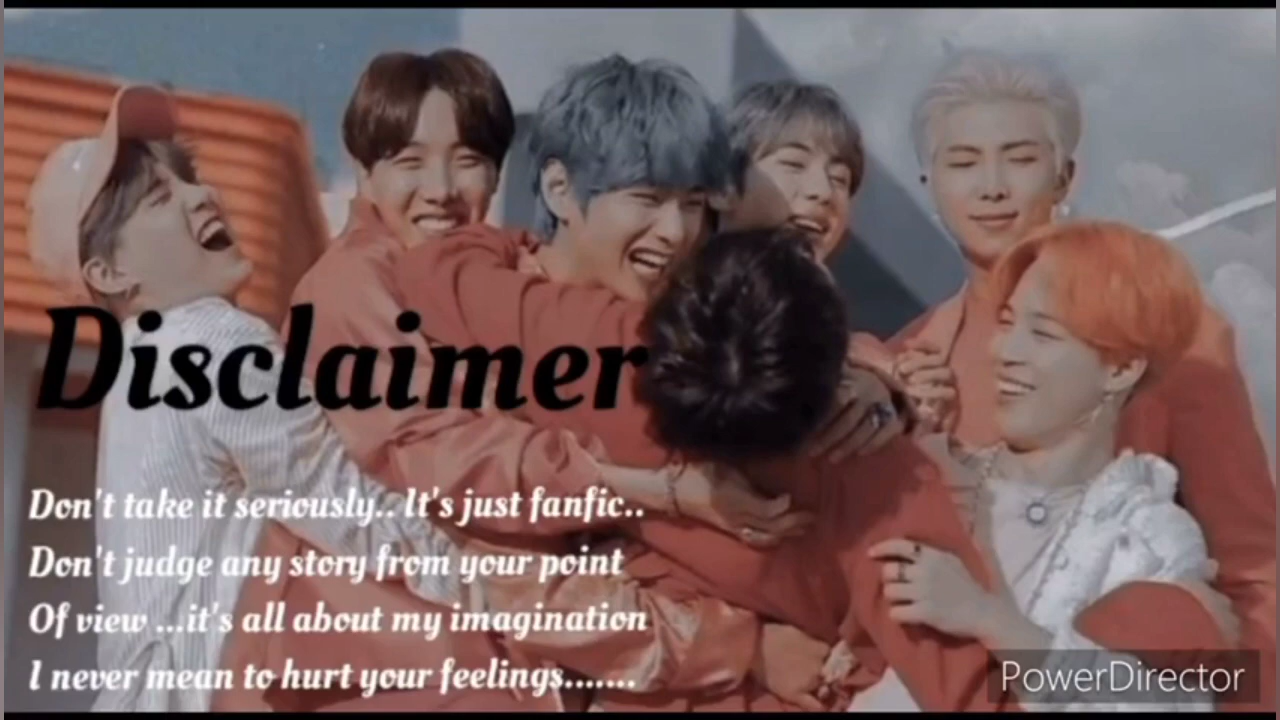 Disclaimer
Don't take it seriously.. It's just fanfic..
Don't judge any story from your point
Of view ...it's all about my imagination
I never mean to hurt your feelings.......
PowerDirector